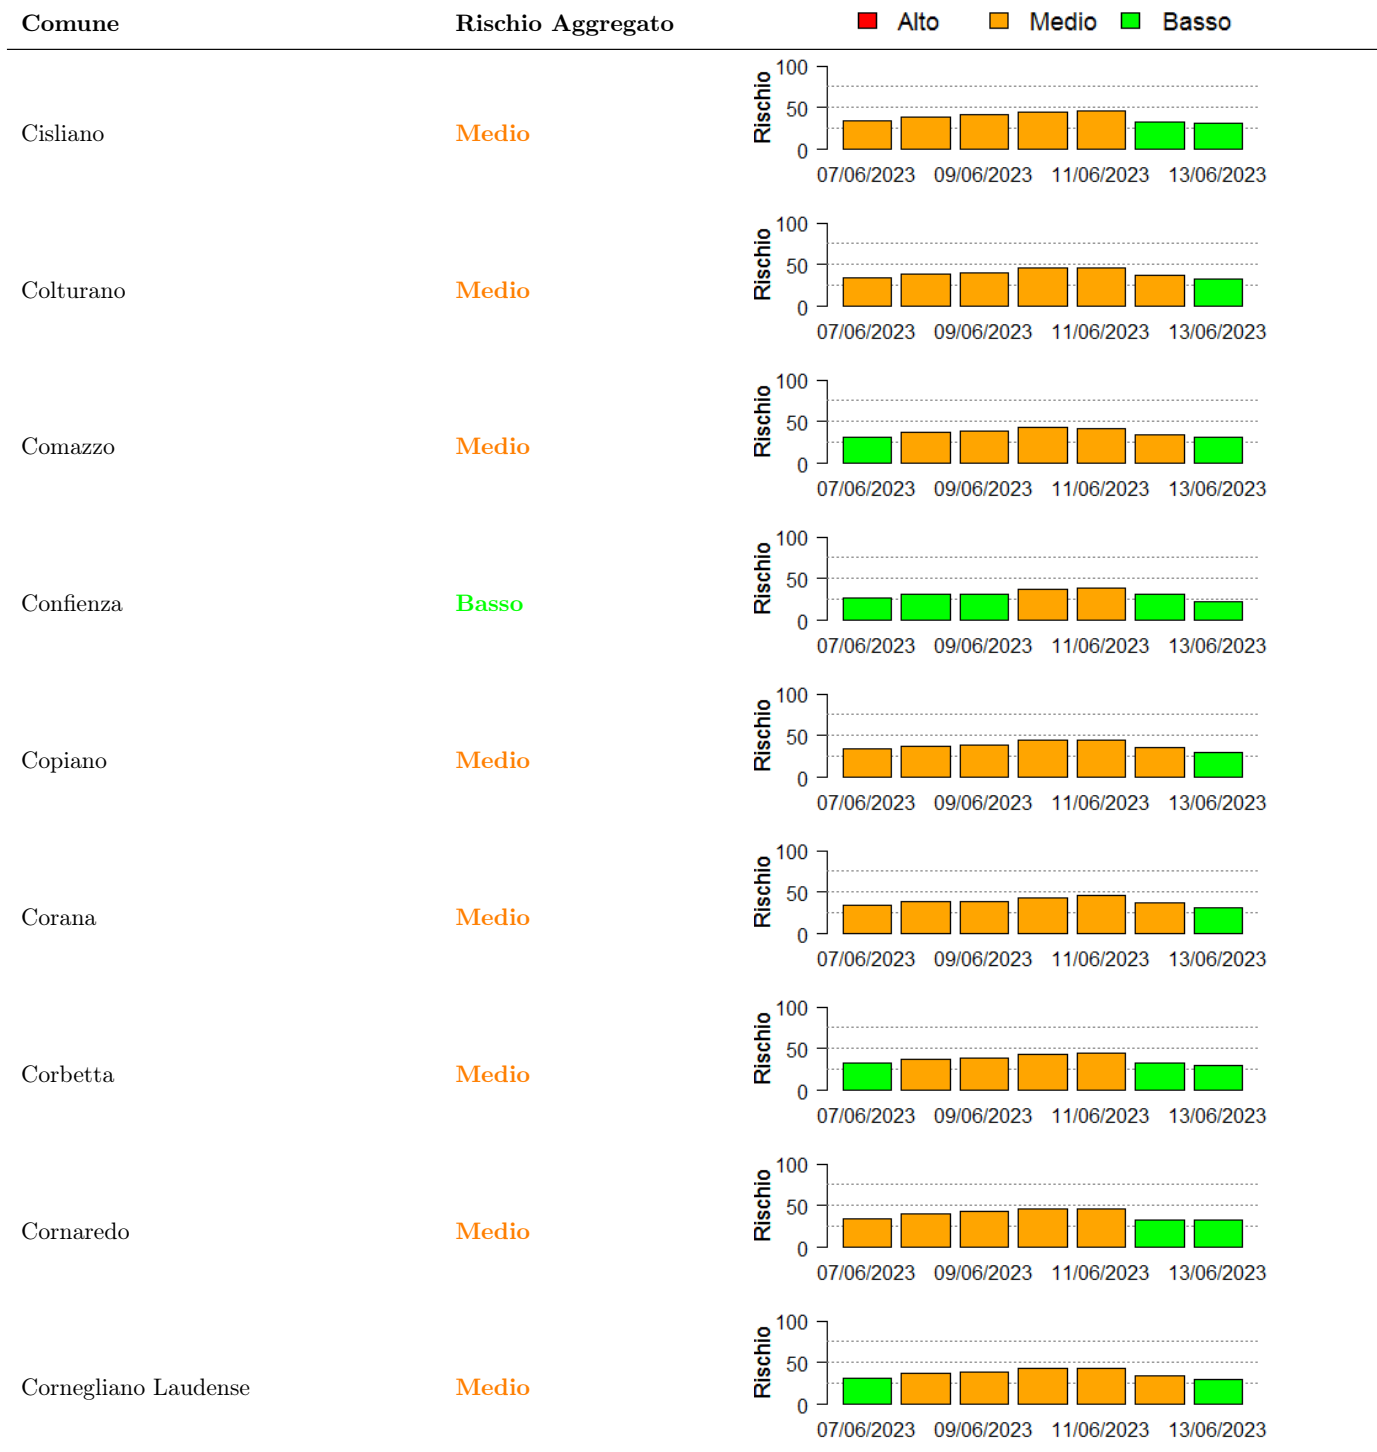 Comune Rischio Aggregato Alto Medio Basso
100
50
0
Rischio
Cisliano Medio
07/06/2023 09/06/2023 11/06/2023 13/06/2023
100
50
0
Rischio
Colturano Medio
07/06/2023 09/06/2023 11/06/2023 13/06/2023
100
50
0
Rischio
Comazzo Medio
07/06/2023 09/06/2023 11/06/2023 13/06/2023
100
50
0
Rischio
Confienza Basso
07/06/2023 09/06/2023 11/06/2023 13/06/2023
100
50
0
Rischio
Copiano Medio
07/06/2023 09/06/2023 11/06/2023 13/06/2023
100
50
0
Rischio
Corana Medio
07/06/2023 09/06/2023 11/06/2023 13/06/2023
100
50
0
Rischio
Corbetta Medio
07/06/2023 09/06/2023 11/06/2023 13/06/2023
100
50
0
Rischio
Cornaredo Medio
07/06/2023 09/06/2023 11/06/2023 13/06/2023
100
50
0
Rischio
Cornegliano Laudense Medio
07/06/2023 09/06/2023 11/06/2023 13/06/2023